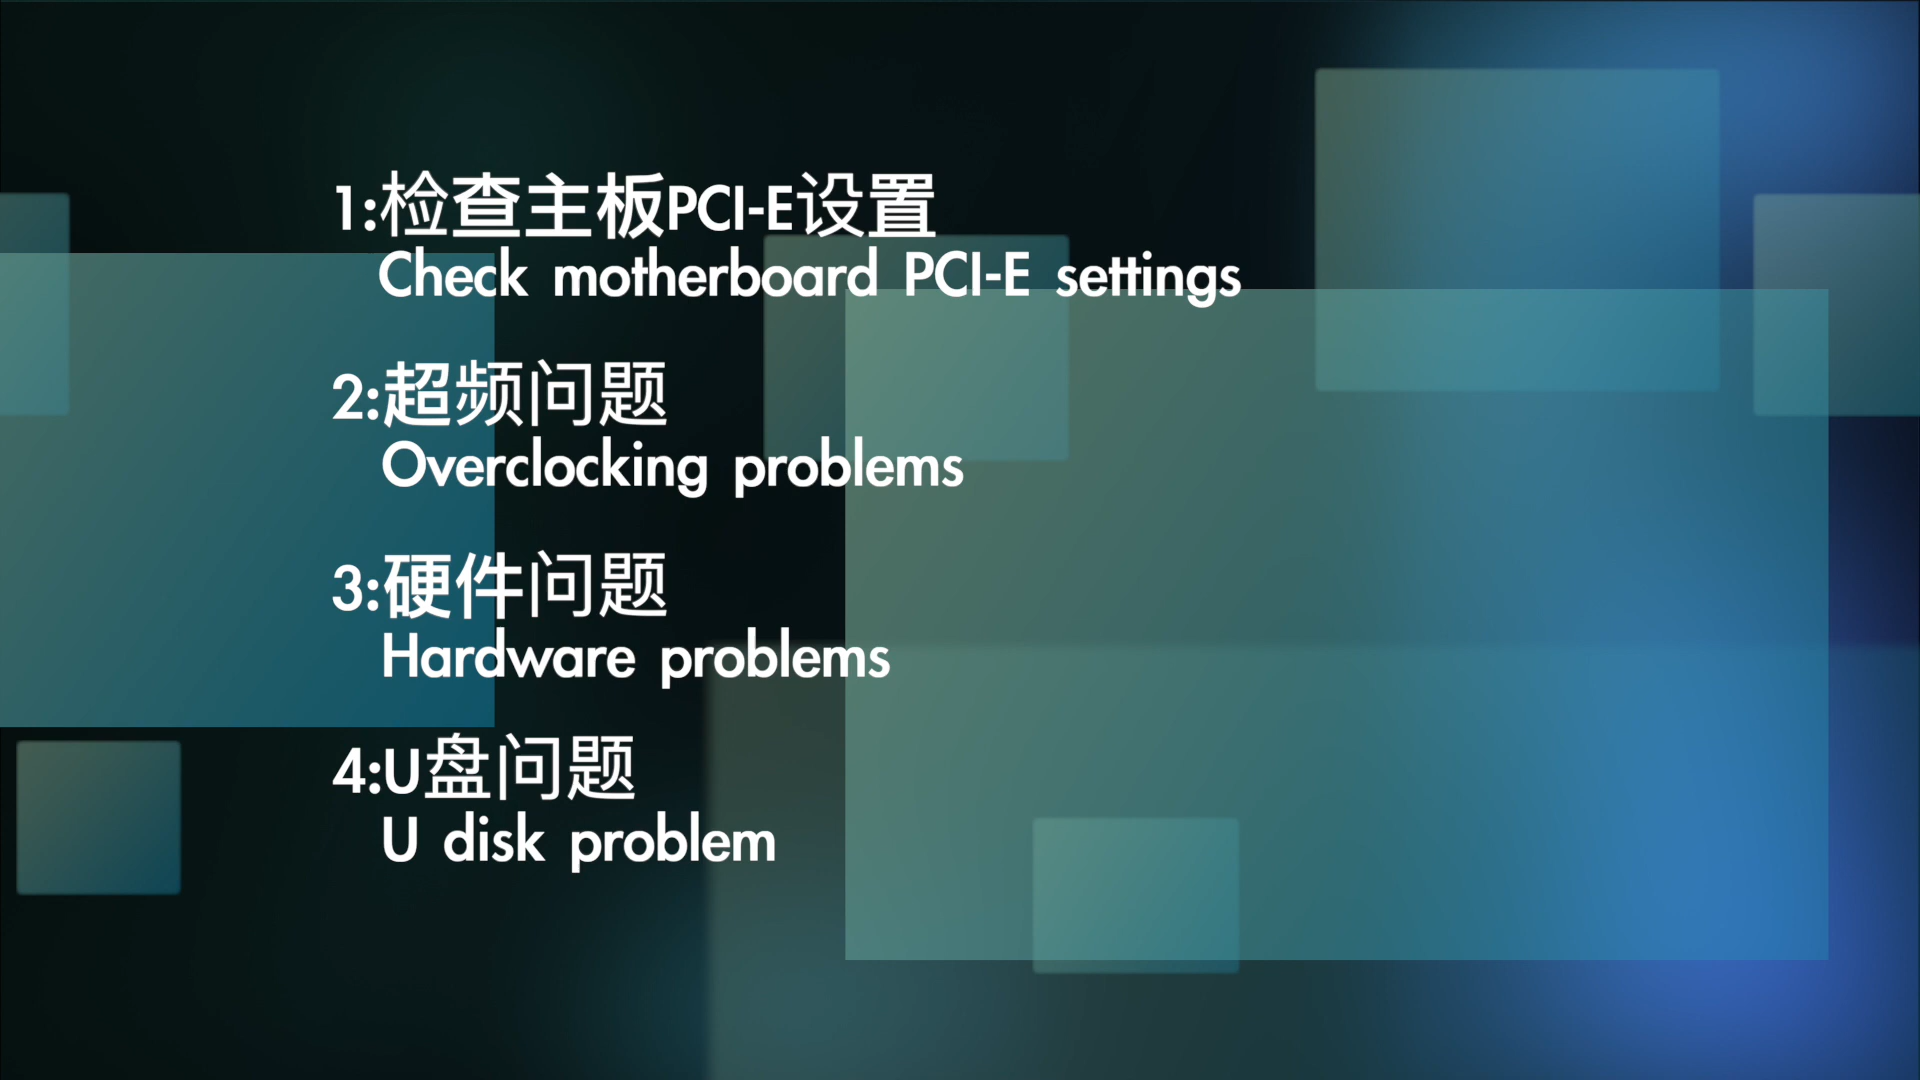 1:检查主板PCI-E设置
Check motherboard PCI-E settings
2:超频问题
Overclocking problems
3:硬件问题
Hardware problems
4:U盘问题
U disk problem